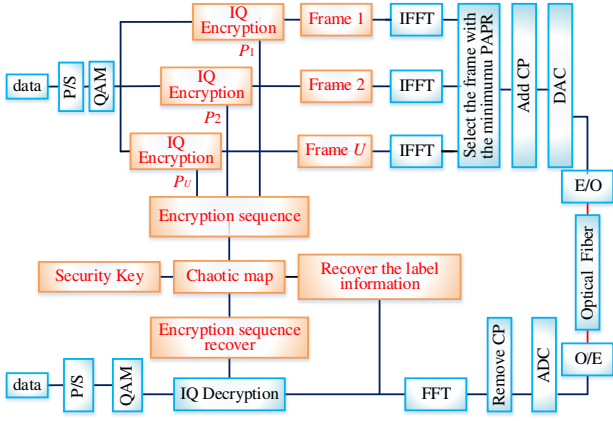 data
P/S
QAM
IQ
Encryption
P1
Frame 1
IFFT
IQ
Encryption
P2
Frame 2
IFFT
IQ
Encryption
PU
Frame U
IFFT
Select the frame with
the minimumu PAPR
Add CP
DAC
E/O
Optical Fiber
O/E
Encryption sequence
Security Key
Chaotic map
Recover the label
information
Encryption sequence
recover
data
P/S
QAM
IQ Decryption
FFT
Remove CP
ADC